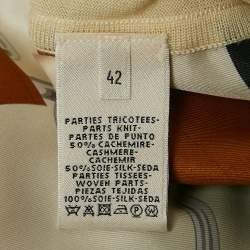 42
PARTIES TRICOTEES-
PARTS KNIT-
PARTES DE PUNTO
50% CACHEMIRE-
CASHMERE-
CACHEMIR
50% SOIE-SILK-SEDA
PARTIES TISSEES-
WOVEN PARTS-
PIEZAS TEJIDAS
100% SOIE-SILK-SEDA